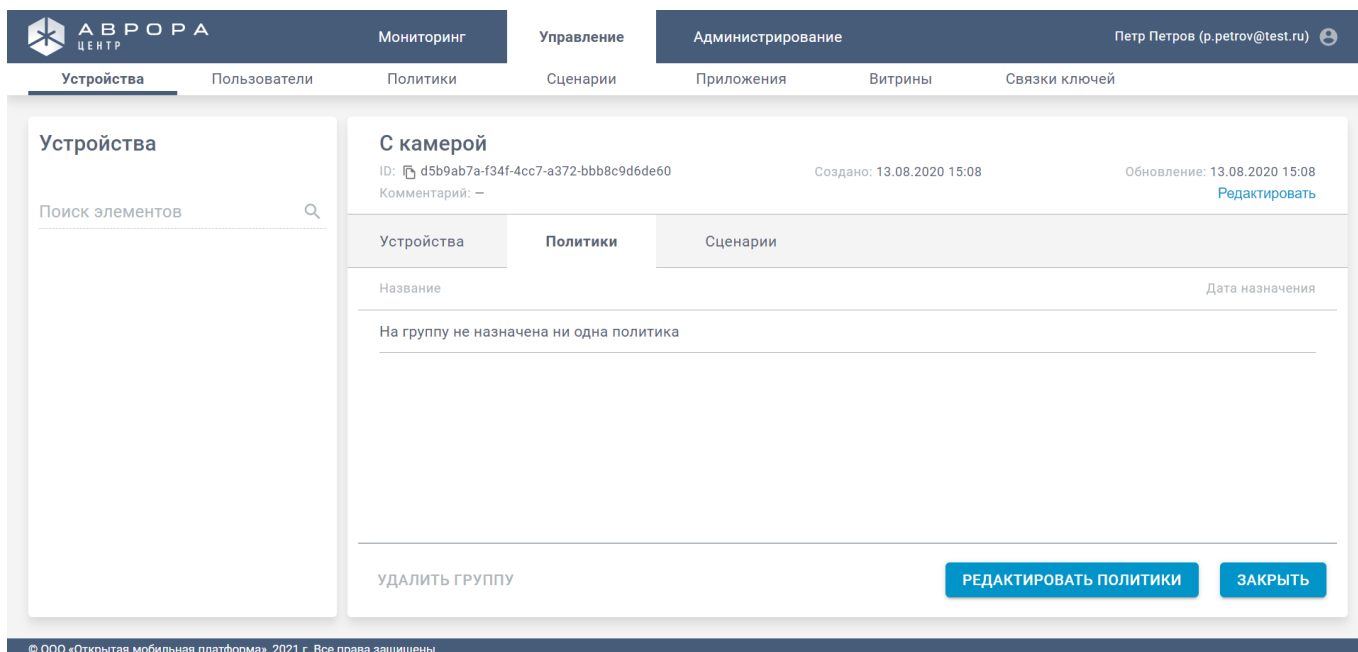 АВРОРА
ЦЕНТР
Мониторинг Управление Администрирование Петр Петров (p.petrov@test.ru)
Устройства Пользователи Политики Сценарии Приложения Витрины Связки ключей
Устройства
Поиск элементов
С камерой
ID: d5b9ab7a-f34f-4cc7-a372-bbb8c9d6de60 Создано: 13.08.2020 15:08 Обновление: 13.08.2020 15:08
Комментарий: — Редактировать
Устройства Политики Сценарии
Название Дата назначения
На группу не назначена ни одна политика
УДАЛИТЬ ГРУППУ РЕДАКТИРОВАТЬ ПОЛИТИКИ ЗАКРЫТЬ
© ООО «Открытая мобильная платформа», 2021 г. Все права защищены